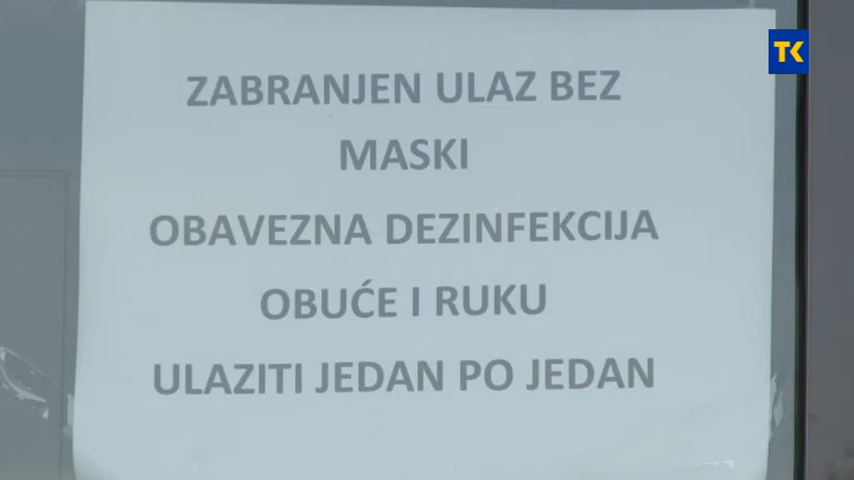 TK
ZABRANJEN ULAZ BEZ
MASKI
OBAVEZNA DEZINFEKCIJA
OBUĆE I RUKU
ULAZITI JEDAN PO JEDAN